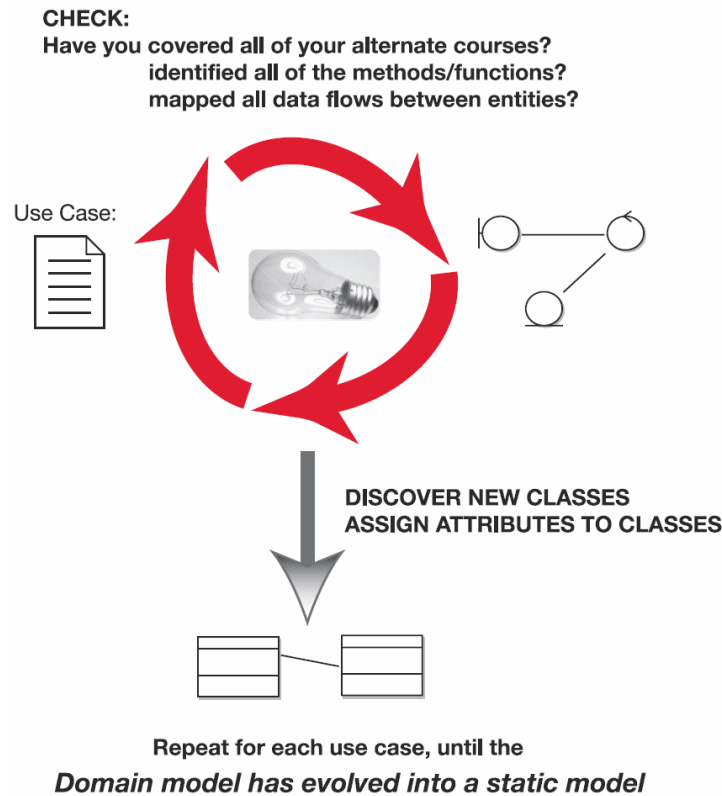 CHECK:
Have you covered all of your alternate courses?
identified all of the methods/functions?
mapped all data flows between entities?
Use Case:
DISCOVER NEW CLASSES
ASSIGN ATTRIBUTES TO CLASSES
Repeat for each use case, until the
Domain model has evolved into a static model